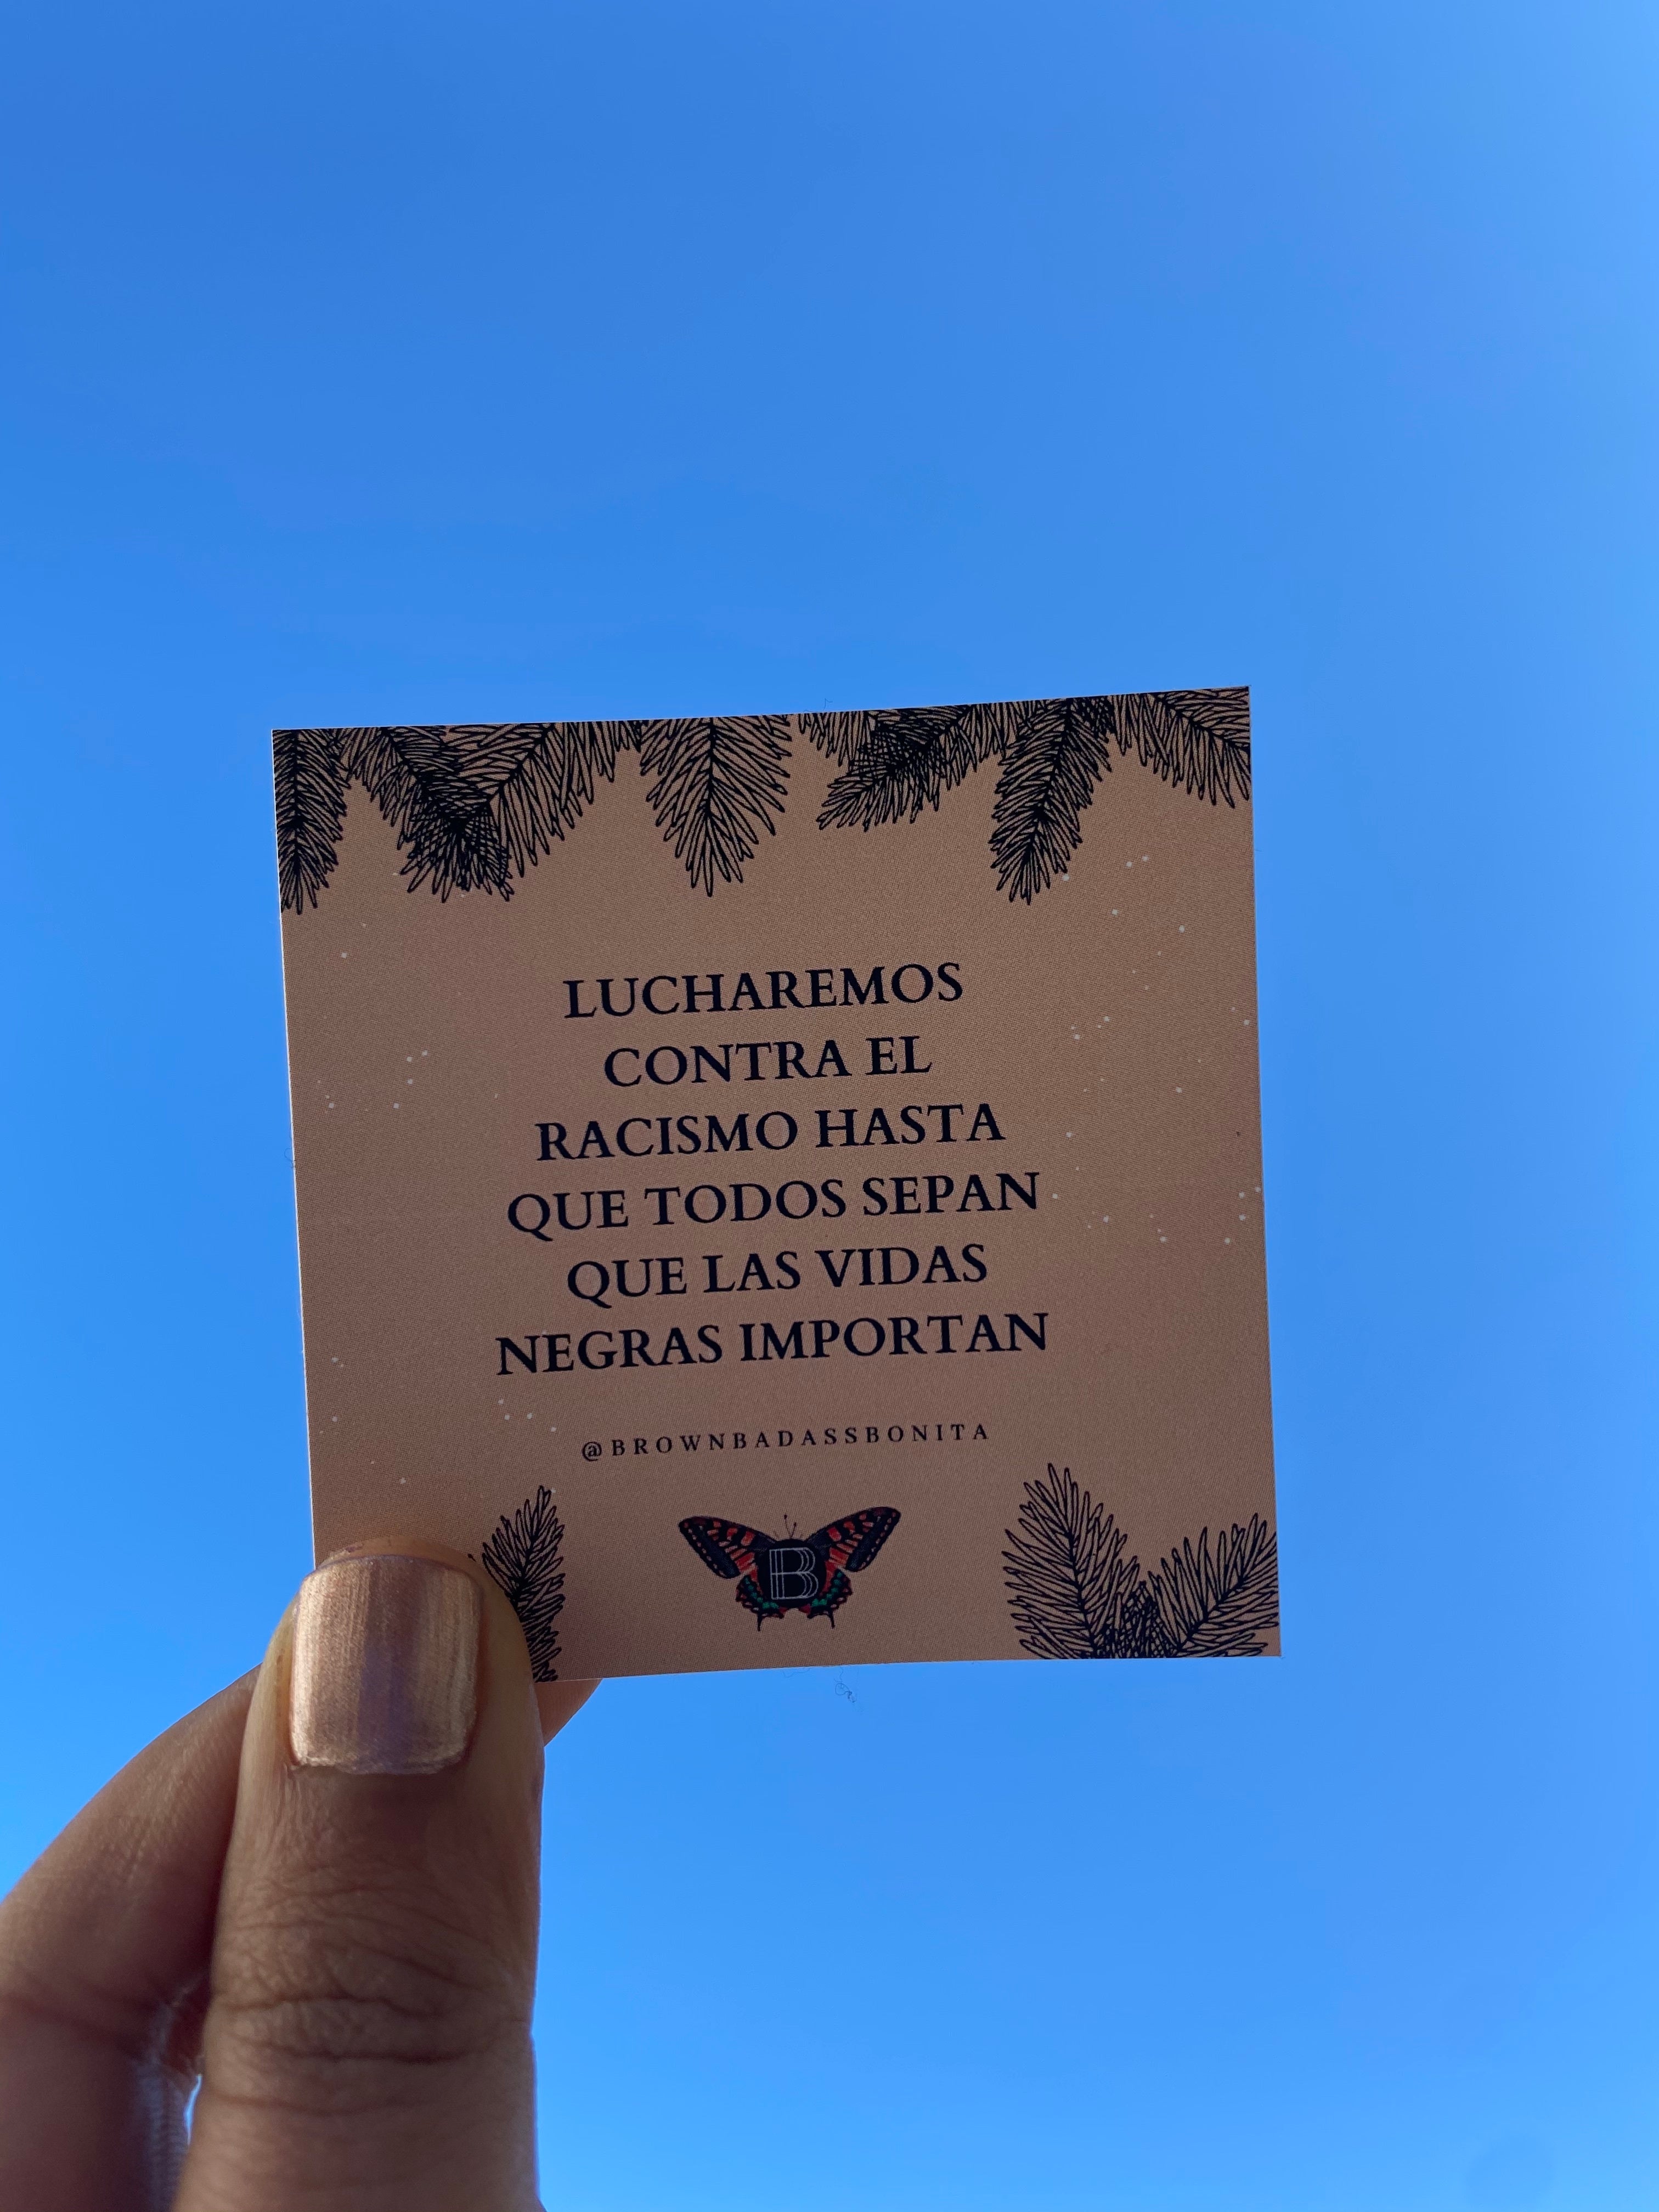 LUCHAREMOS
CONTRA EL
RACISMO HASTA
QUE TODOS SEPAN
QUE LAS VIDAS
NEGRAS IMPORTAN
@BROWNBADASSBONITA
B